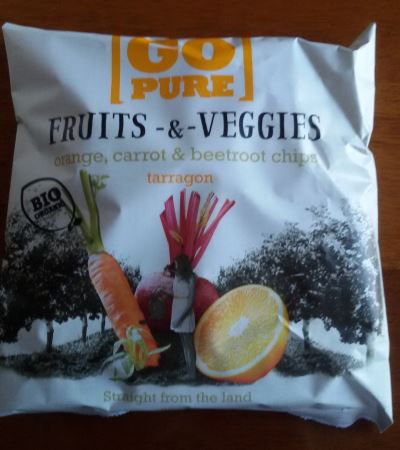 GO
PURE
FRUITS -&-VEGGIES
orange, carrot & beetroot chips
tarragon
BIO
ORGANIC
Straight from the land